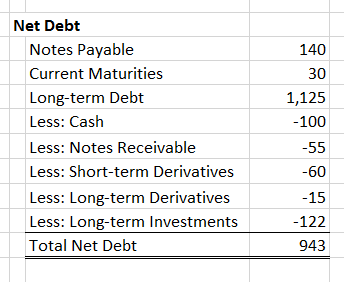 Net Debt
Notes Payable 140
Current Maturities 30
Long-term Debt 1,125
Less: Cash -100
Less: Notes Receivable -55
Less: Short-term Derivatives -60
Less: Long-term Derivatives -15
Less: Long-term Investments -122
Total Net Debt 943